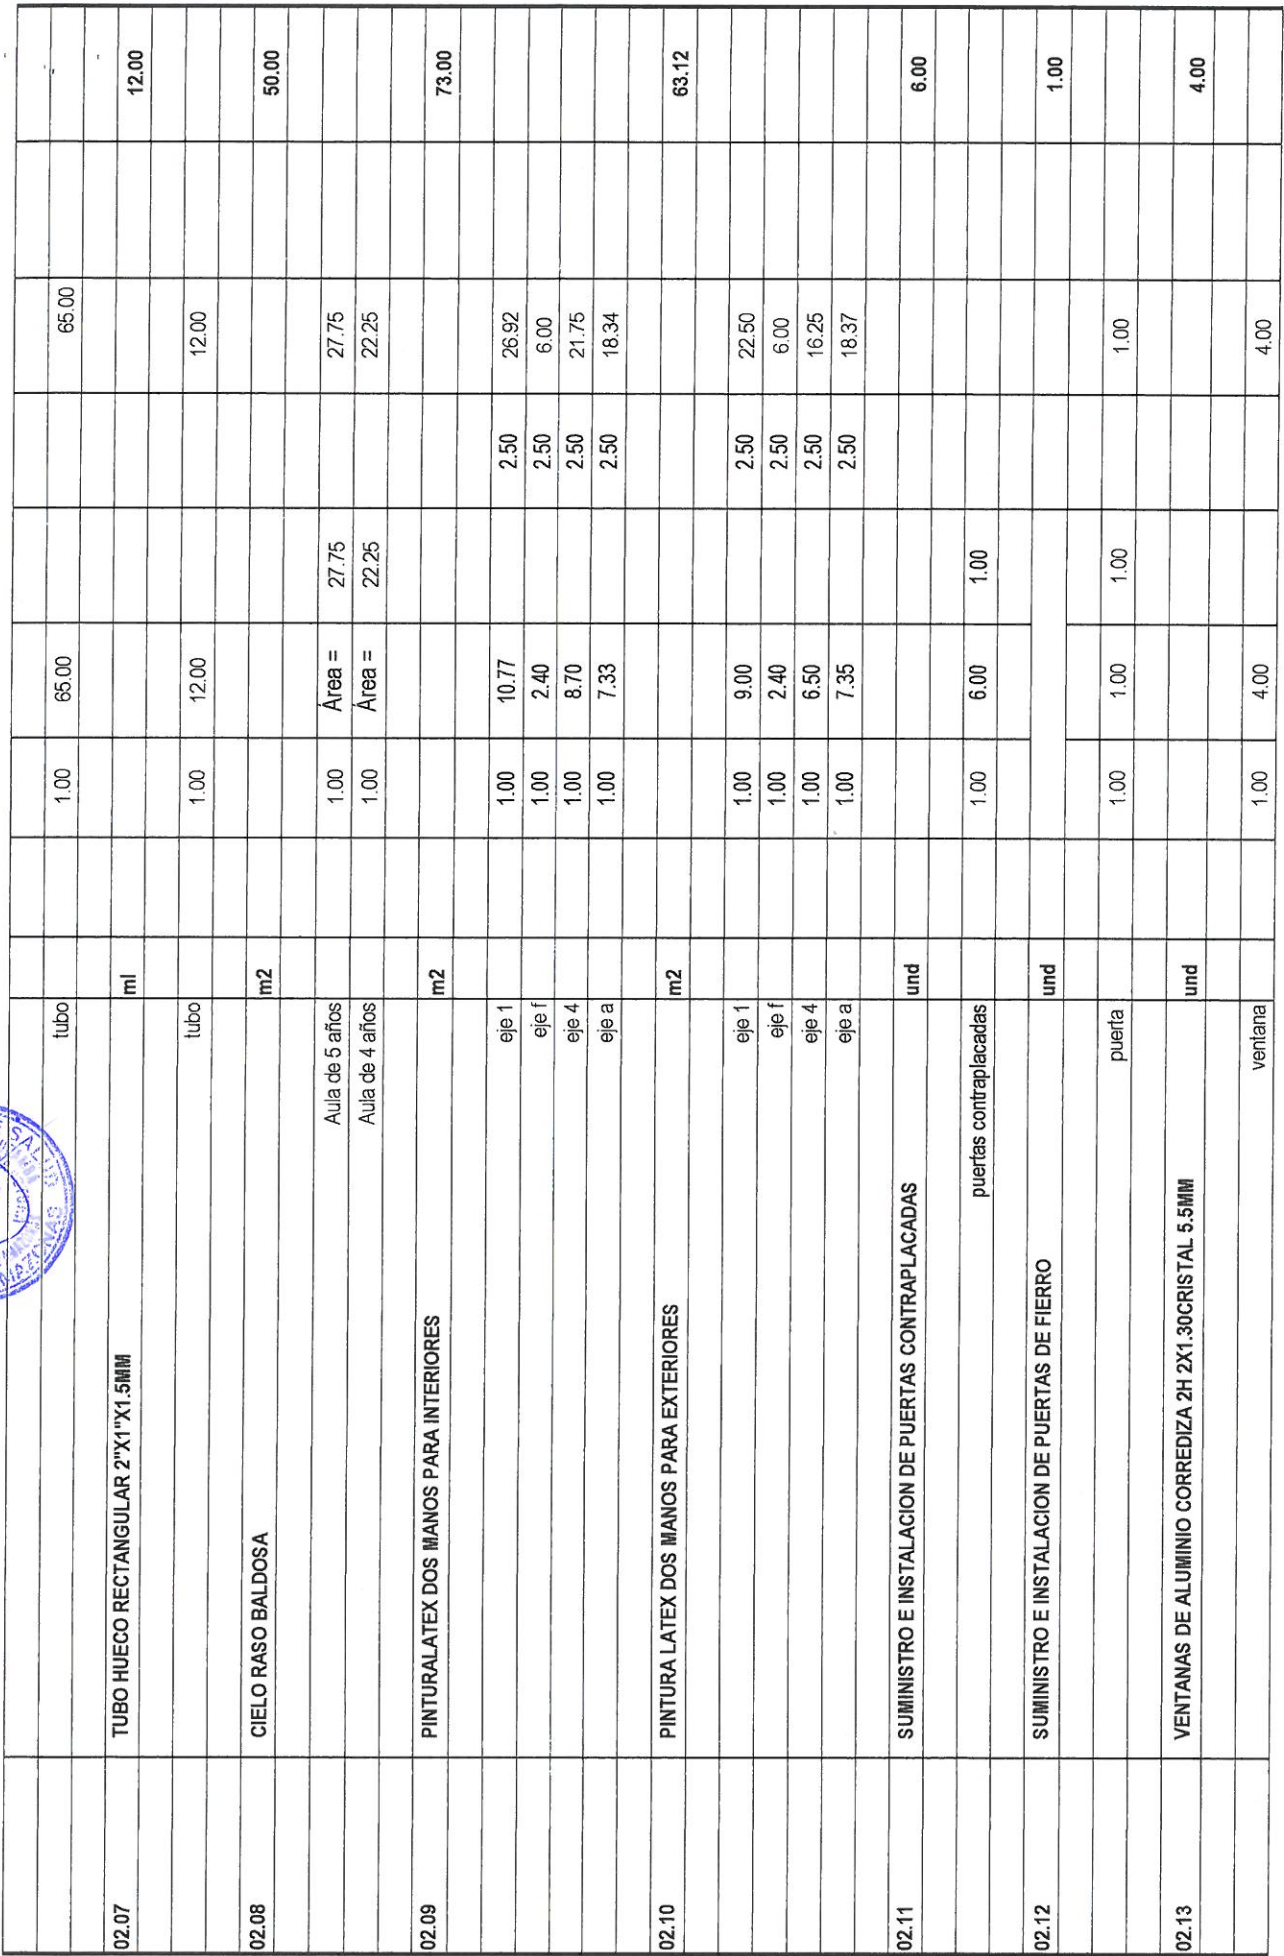 tubo 1.00 65.00 65.00
02.07 TUBO HUECO RECTANGULAR 2"X1"X1.5MM ml 12.00
tubo 1.00 12.00 12.00
02.08 CIELO RASO BALDOSA m2 50.00
Aula de 5 años 1.00 Área = 27.75 27.75
Aula de 4 años 1.00 Área = 22.25 22.25
02.09 PINTURALATEX DOS MANOS PARA INTERIORES m2 73.00
eje 1 1.00 10.77 2.50 26.92
eje f 1.00 2.40 2.50 6.00
eje 4 1.00 8.70 2.50 21.75
eje a 1.00 7.33 2.50 18.34
02.10 PINTURA LATEX DOS MANOS PARA EXTERIORES m2 63.12
eje 1 1.00 9.00 2.50 22.50
eje f 1.00 2.40 2.50 6.00
eje 4 1.00 6.50 2.50 16.25
eje a 1.00 7.35 2.50 18.37
02.11 SUMINISTRO E INSTALACION DE PUERTAS CONTRAPLACADAS und 6.00
puertas contraplacadas 1.00 6.00 1.00
02.12 SUMINISTRO E INSTALACION DE PUERTAS DE FIERRO und 1.00
puerta 1.00 1.00 1.00 1.00
02.13 VENTANAS DE ALUMINIO CORREDIZA 2H 2X1.30CRISTAL 5.5MM und 4.00
ventana 1.00 4.00 4.00
SALUD